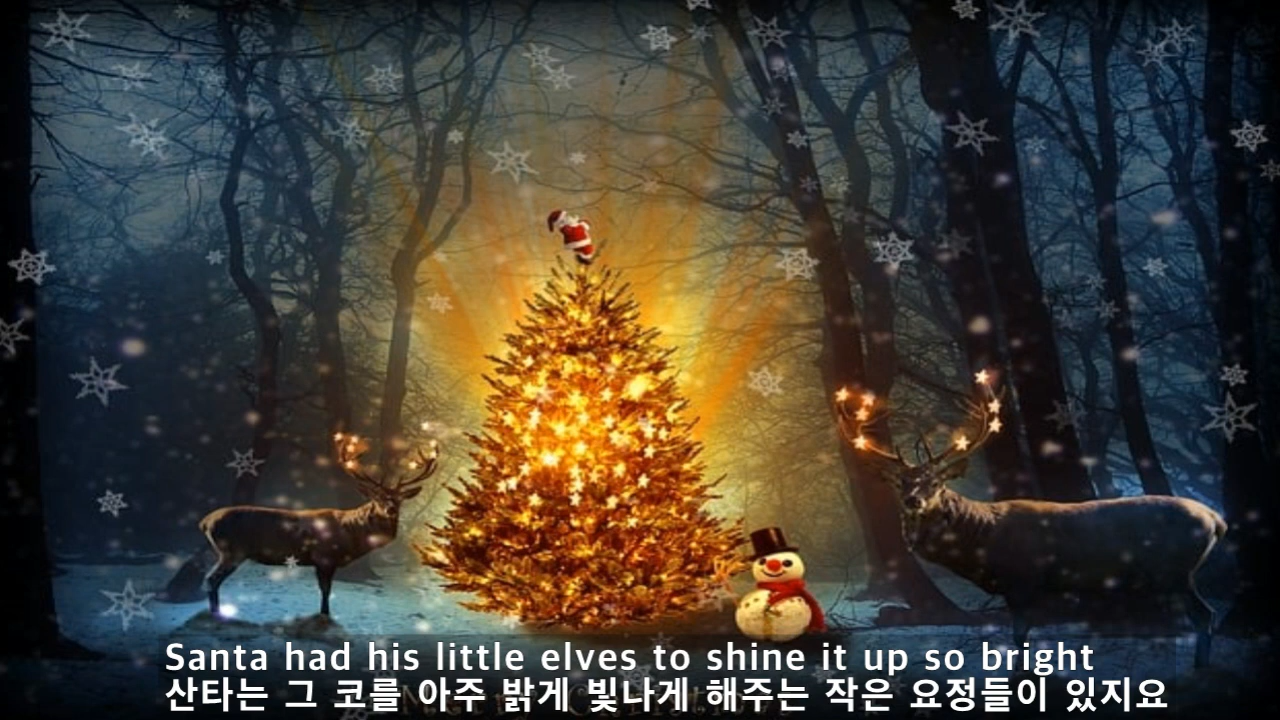 Santa had his little elves to shine it up so bright
산타는 그 코를 아주 밝게 빛나게 해주는 작은 요정들이 있지요